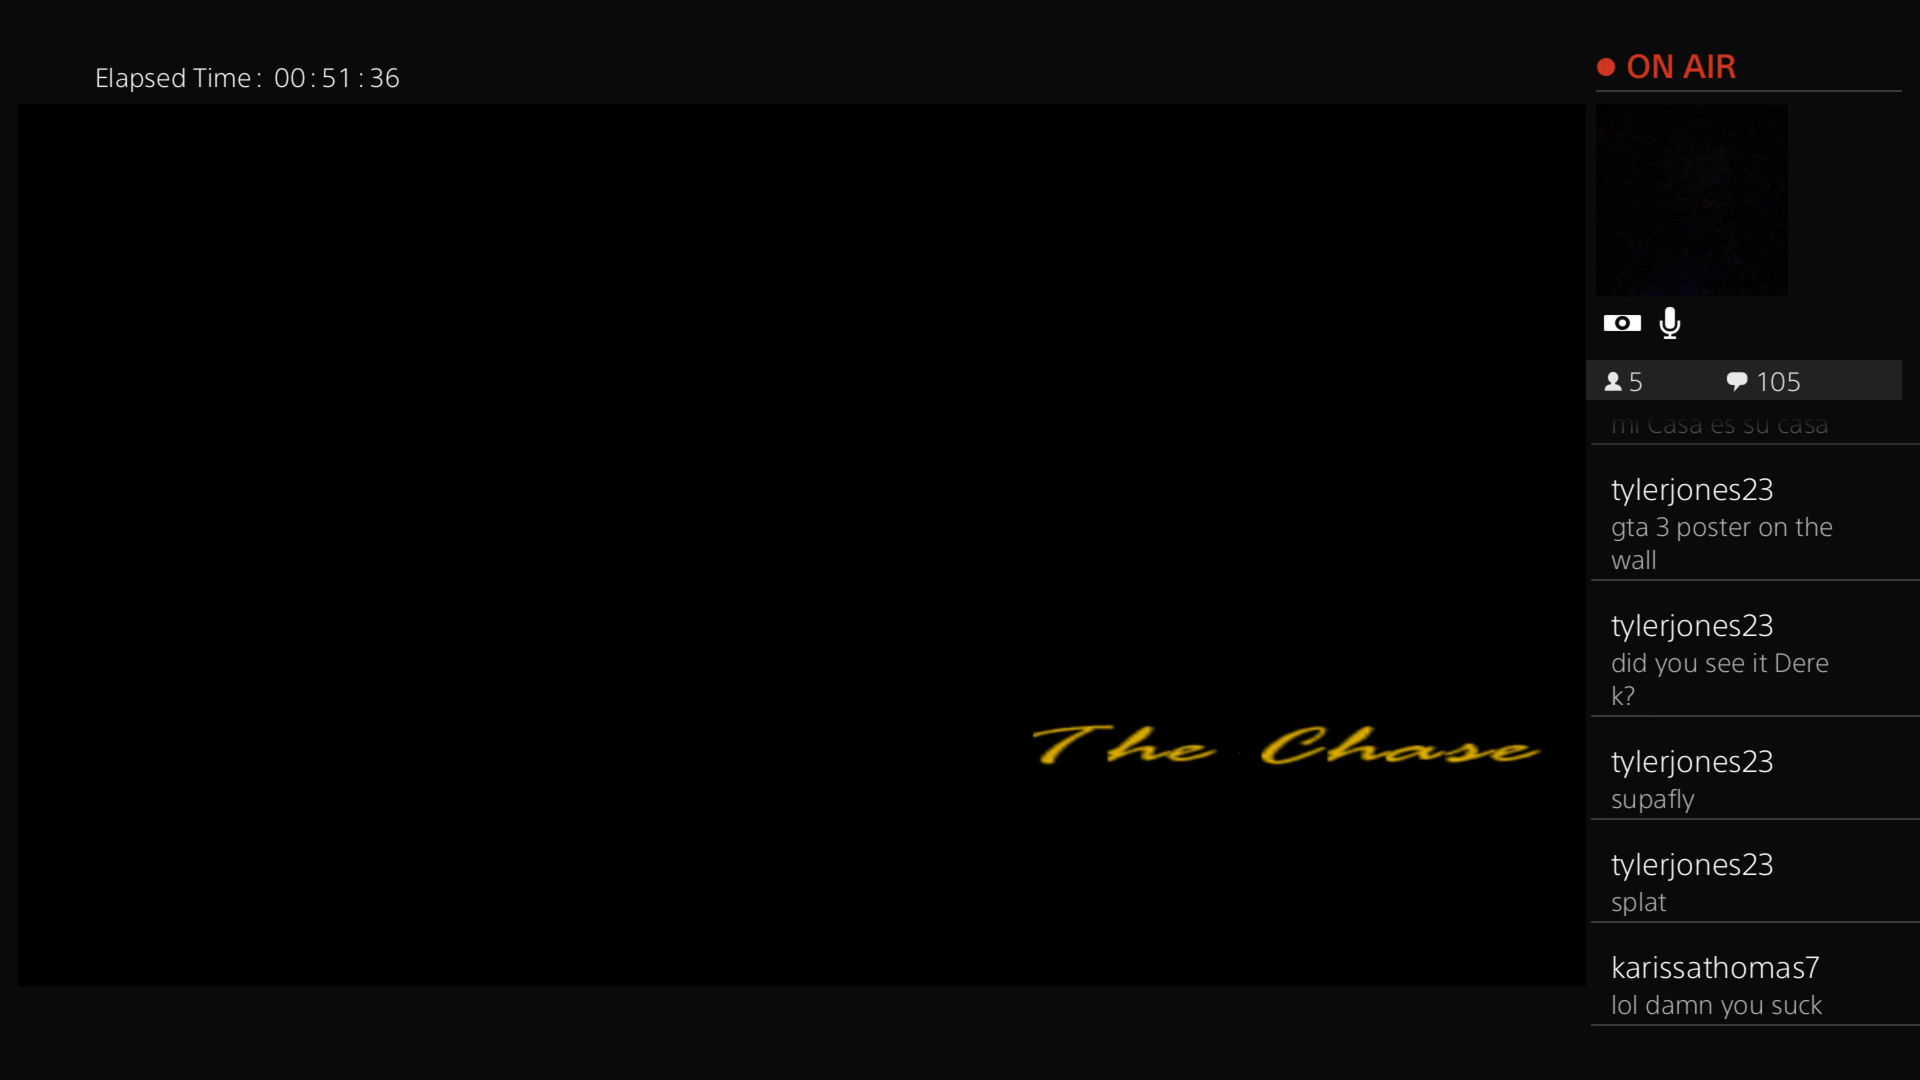 Elapsed Time: 00:51:36
ON AIR
5 105
mi Casa es su casa
tylerjones23
gta 3 poster on the
wall
tylerjones23
did you see it Dere
k?
tylerjones23
supafly
tylerjones23
splat
karissathomas7
lol damn you suck
The Chase